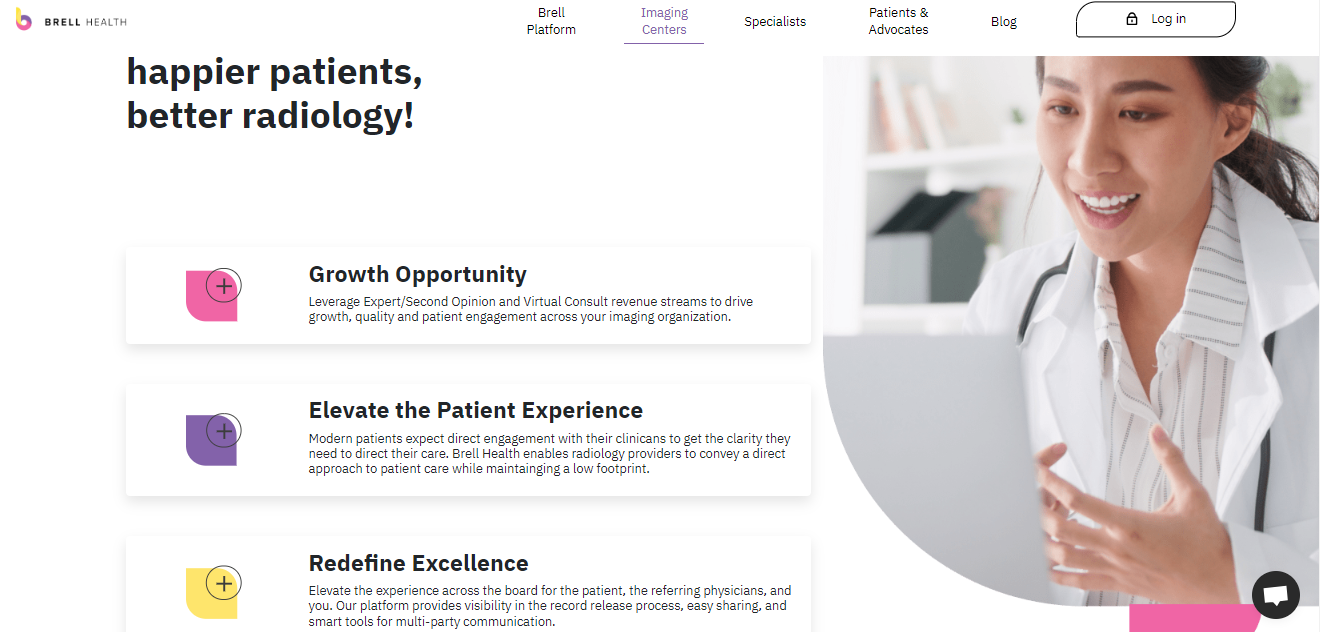 BRELL HEALTH
Brell
Platform
Imaging
Centers
Specialists
Patients &
Advocates
Blog
Log in
happier patients,
better radiology!
Growth Opportunity
Leverage Expert/Second Opinion and Virtual Consult revenue streams to drive
growth, quality and patient engagement across your imaging organization.
Elevate the Patient Experience
Modern patients expect direct engagement with their clinicans to get the clarity they
need to direct their care. Brell Health enables radiology providers to convey a direct
approach to patient care while maintainging a low footprint.
Redefine Excellence
Elevate the experience across the board for the patient, the referring physicians, and
you. Our platform provides visibility in the record release process, easy sharing, and
smart tools for multi-party communication.